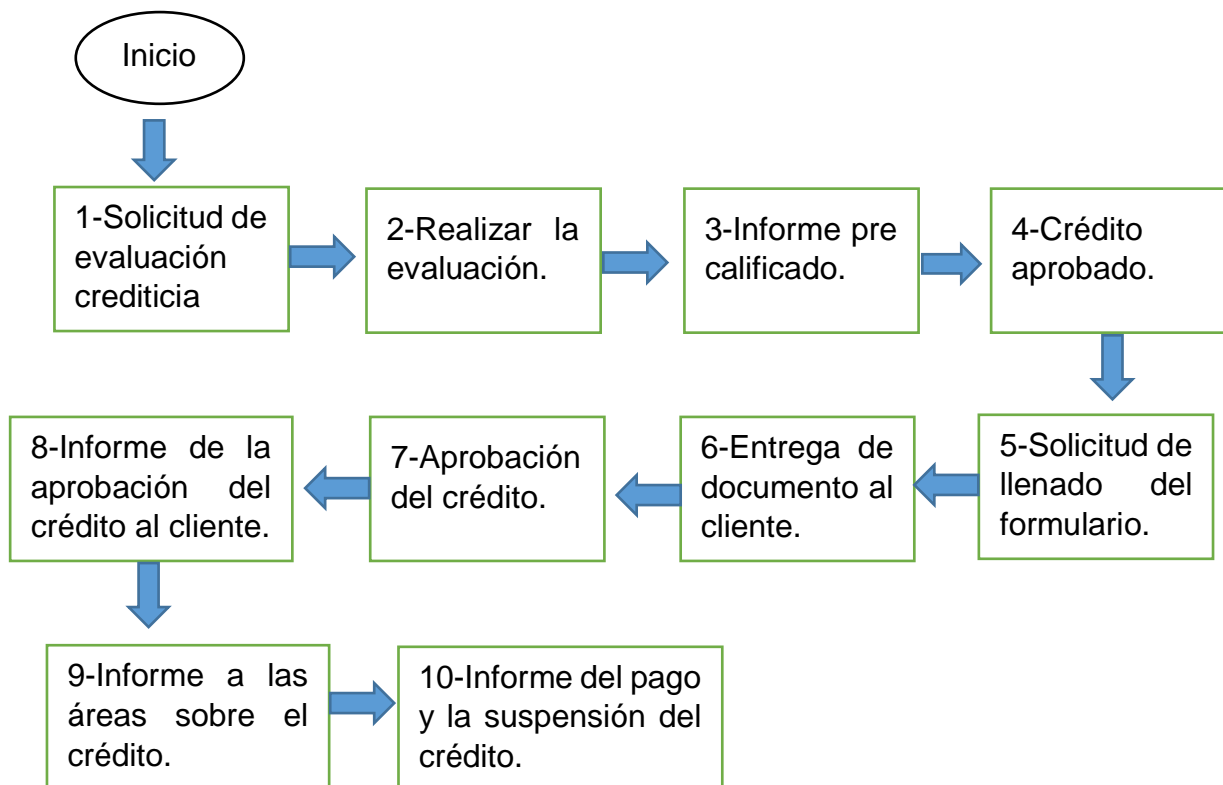 Inicio
1-Solicitud de
evaluación
crediticia
2-Realizar la
evaluación.
3-Informe pre
calificado.
4-Crédito
aprobado.
5-Solicitud de
llenado del
formulario.
6-Entrega de
documento al
cliente.
7-Aprobación
del crédito.
8-Informe de la
aprobación del
crédito al cliente.
9-Informe a las
áreas sobre el
crédito.
10-Informe del pago
y la suspensión del
crédito.